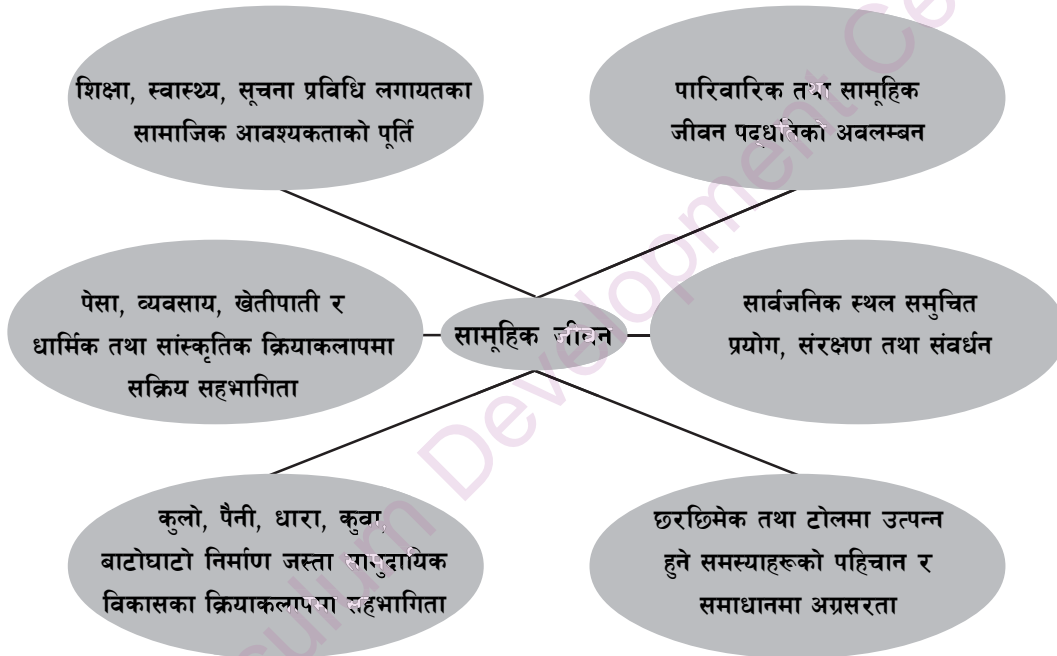 शिक्षा, स्वास्थ्य, सूचना प्रबिधि लगायतका
सामाजिक आवश्यकताको पूर्ति
पारिवारिक तथा सामूहिक
जीवन पद्धतिको अवलम्बन
पेसा, व्यवसाय, खेतीपाती र
धार्मिक तथा सांस्कृतिक क्रियाकलापमा
सक्रिय सहभागिता
सामूहिक जीवन
सार्वजनिक स्थल समुचित
प्रयोग, संरक्षण तथा संवर्धन
कुलो, पैनी, धारा, कुवा,
बाटोघाटो निर्माण जस्ता सामुदायिक
विकासका क्रियाकलापमा सहभागिता
छरछिमेक तथा टोलमा उत्पन्न
हुने समस्याहरूको पहिचान र
समाधानमा अग्रसरता
Development